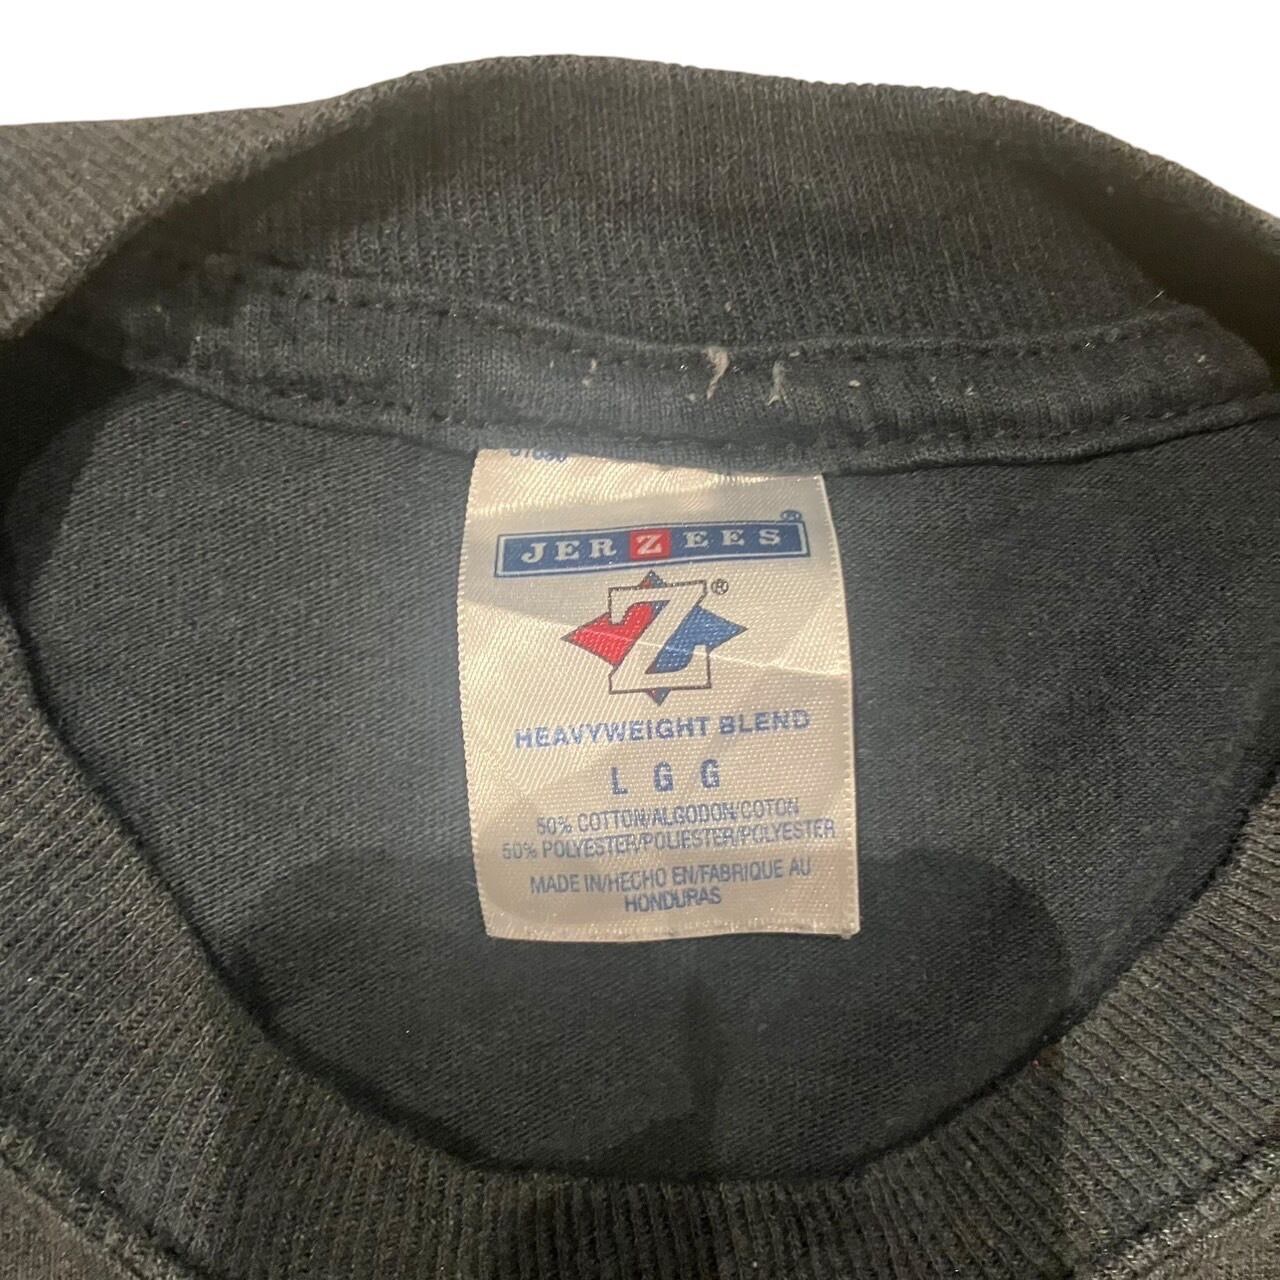 JERZEES®
Z®
HEAVYWEIGHT BLEND
L G G
50% COTTON/ALGODON/COTON
50% POLYESTER/POLIESTER/POLYESTER
MADE IN/HECHO EN/FABRIQUE AU
HONDURAS